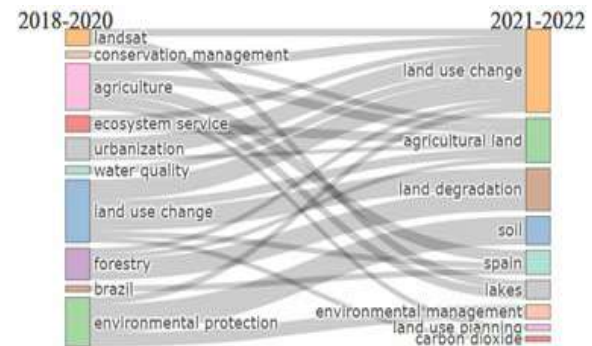 2018-2020
landsat
conservation management
agriculture
ecosystem service
urbanization
water quality
land use change
forestry
brazil
environmental protection
2021-2022
land use change
agricultural land
land degradation
soil
spain
lakes
environmental management
land use planning
carbon dioxide